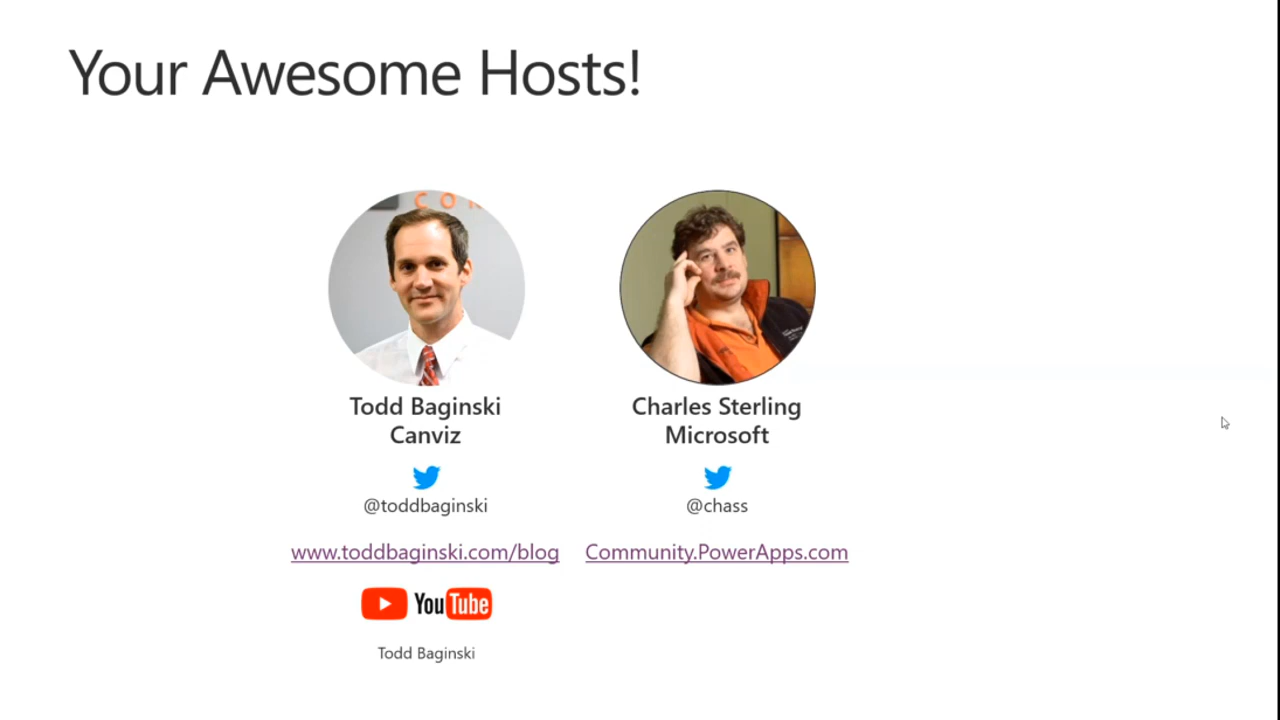 Your Awesome Hosts!
CO
Todd Baginski
Canviz
@toddbaginski
www.toddbaginski.com/blog
YouTube
Todd Baginski
Charles Sterling
Microsoft
@chass
Community.PowerApps.com